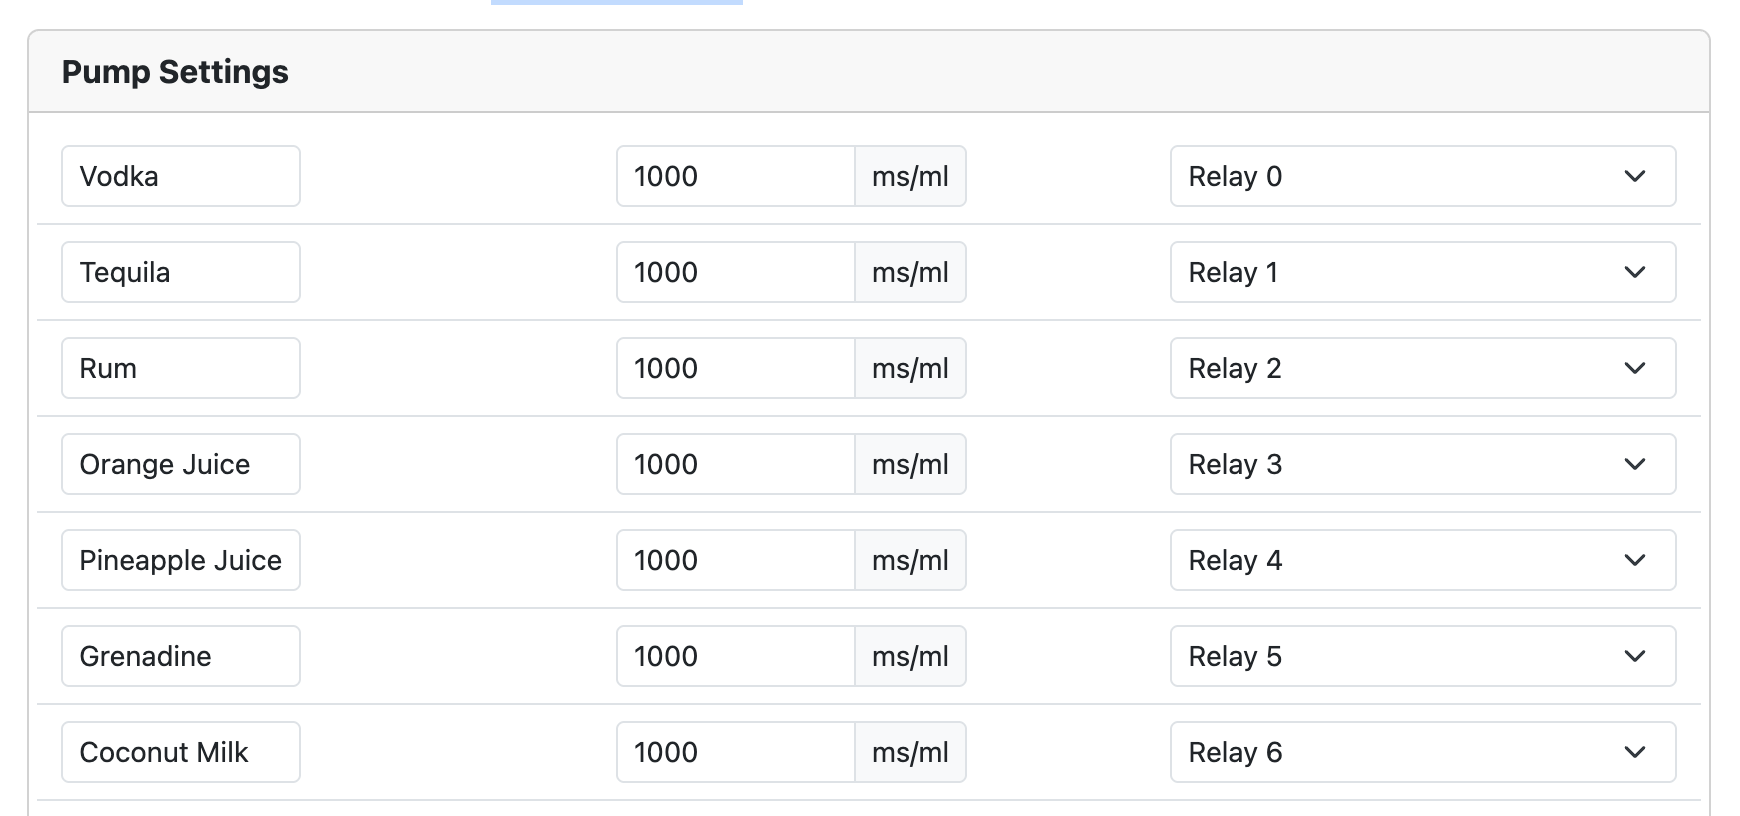 Pump Settings
Vodka 1000 ms/ml Relay 0
Tequila 1000 ms/ml Relay 1
Rum 1000 ms/ml Relay 2
Orange Juice 1000 ms/ml Relay 3
Pineapple Juice 1000 ms/ml Relay 4
Grenadine 1000 ms/ml Relay 5
Coconut Milk 1000 ms/ml Relay 6